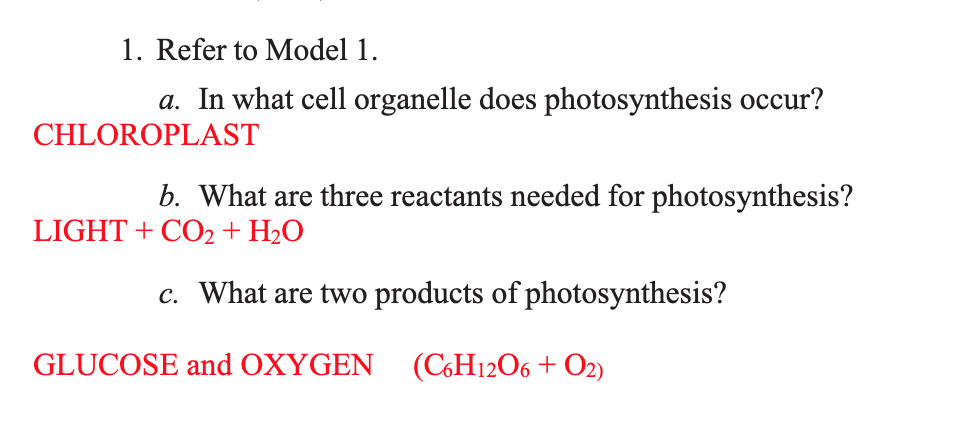 1. Refer to Model 1.
a. In what cell organelle does photosynthesis occur?
CHLOROPLAST
b. What are three reactants needed for photosynthesis?
LIGHT + CO₂ + H₂O
c. What are two products of photosynthesis?
GLUCOSE and OXYGEN (C₆H₁₂O₆ + O₂)